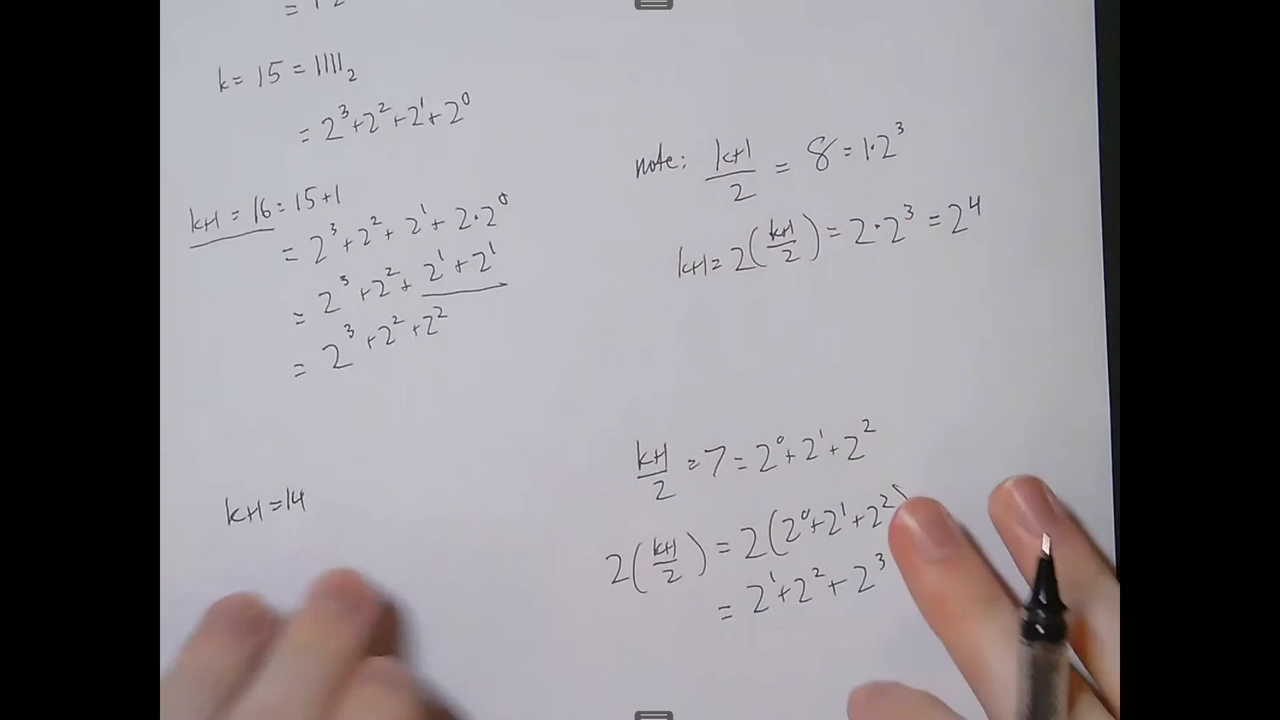 k = 15 = 1111₂
= 2³ + 2² + 2¹ + 2⁰
k+1 = 16 = 15+1
= 2³ + 2² + 2¹ + 2·2⁰
= 2³ + 2² + 2¹ + 2¹
= 2³ + 2² + 2²
k+1 = 14
note: (k+1)/2 = 8 = 1·2³
k+1 = 2((k+1)/2) = 2·2³ = 2⁴
(k+1)/2 = 7 = 2⁰ + 2¹ + 2²
2((k+1)/2) = 2(2⁰ + 2¹ + 2²)
= 2¹ + 2² + 2³